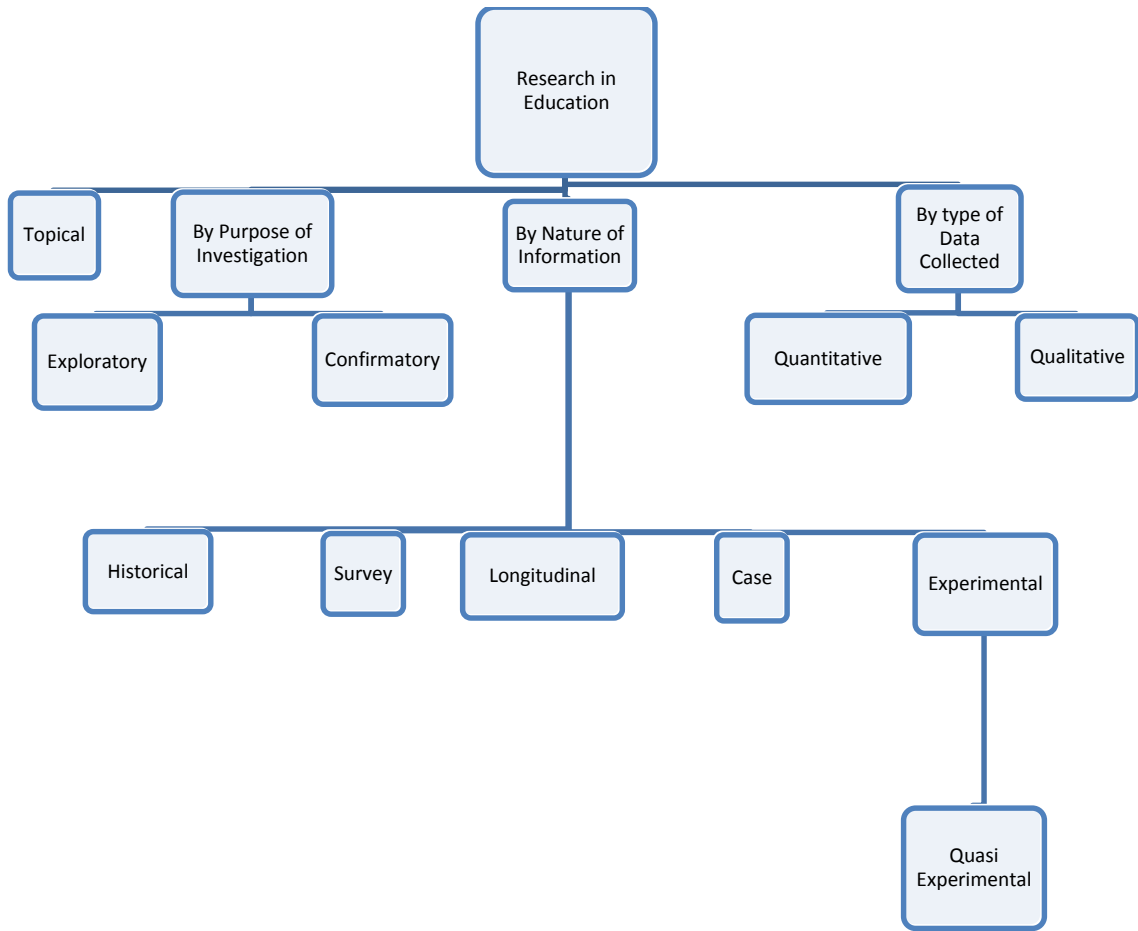 Research in
Education
Topical
By Purpose of
Investigation
By Nature of
Information
By type of
Data
Collected
Exploratory
Confirmatory
Quantitative
Qualitative
Historical
Survey
Longitudinal
Case
Experimental
Quasi
Experimental